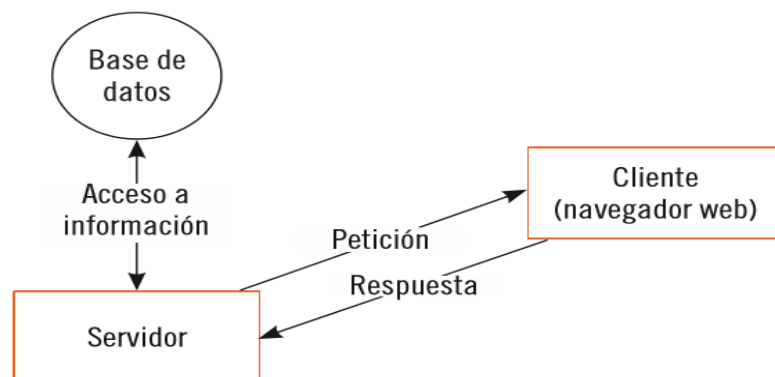 Base de
datos
Acceso a
información
Cliente
(navegador web)
Petición
Respuesta
Servidor